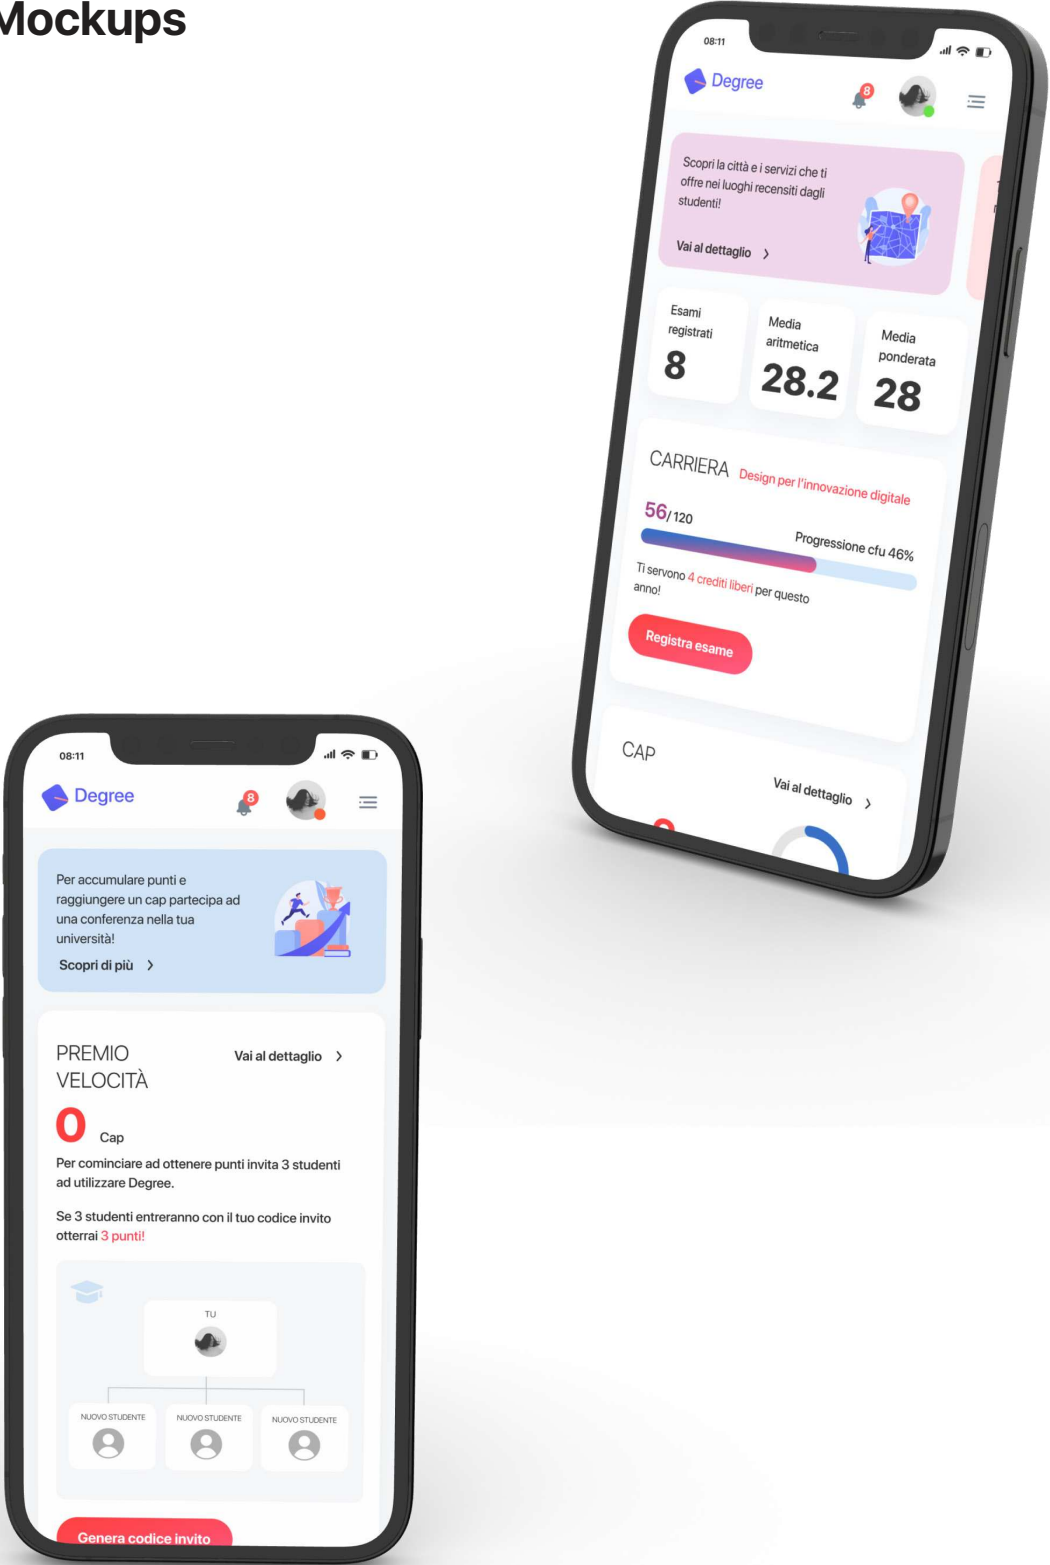 Mockups
08:11
Degree
8
Scopri la città e i servizi che ti
offre nei luoghi recensiti dagli
studenti!
Vai al dettaglio >
Esami
registrati
8
Media
aritmetica
28.2
Media
ponderata
28
CARRIERA Design per l'innovazione digitale
56/120
Progressione cfu 46%
Ti servono 4 crediti liberi per questo
anno!
Registra esame
CAP
Vai al dettaglio >
08:11
Degree
8
Per accumulare punti e
raggiungere un cap partecipa ad
una conferenza nella tua
università!
Scopri di più >
PREMIO
VELOCITÀ
Vai al dettaglio >
0 Cap
Per cominciare ad ottenere punti invita 3 studenti
ad utilizzare Degree.
Se 3 studenti entreranno con il tuo codice invito
otterrai 3 punti!
TU
NUOVO STUDENTE
NUOVO STUDENTE
NUOVO STUDENTE
Genera codice invito